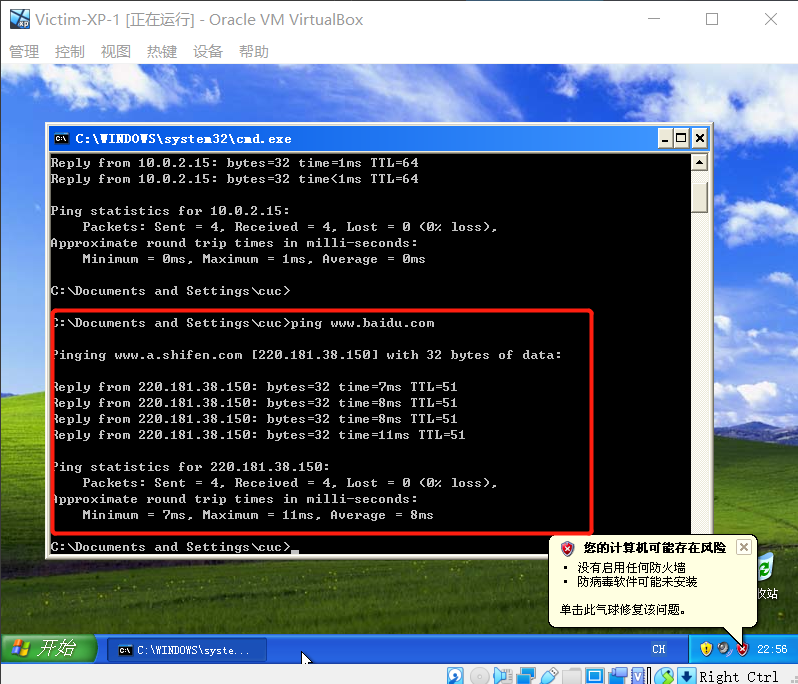 Victim-XP-1 [正在运行] - Oracle VM VirtualBox
管理 控制 视图 热键 设备 帮助
C:\WINDOWS\system32\cmd.exe
Reply from 10.0.2.15: bytes=32 time=1ms TTL=64
Reply from 10.0.2.15: bytes=32 time<1ms TTL=64
Ping statistics for 10.0.2.15:
Packets: Sent = 4, Received = 4, Lost = 0 (0% loss),
Approximate round trip times in milli-seconds:
Minimum = 0ms, Maximum = 1ms, Average = 0ms
C:\Documents and Settings\cuc>
C:\Documents and Settings\cuc>ping www.baidu.com
Pinging www.a.shifen.com [220.181.38.150] with 32 bytes of data:
Reply from 220.181.38.150: bytes=32 time=7ms TTL=51
Reply from 220.181.38.150: bytes=32 time=8ms TTL=51
Reply from 220.181.38.150: bytes=32 time=8ms TTL=51
Reply from 220.181.38.150: bytes=32 time=11ms TTL=51
Ping statistics for 220.181.38.150:
Packets: Sent = 4, Received = 4, Lost = 0 (0% loss),
Approximate round trip times in milli-seconds:
Minimum = 7ms, Maximum = 11ms, Average = 8ms
C:\Documents and Settings\cuc>_
您的计算机可能存在风险
• 没有启用任何防火墙
• 防病毒软件可能未安装
单击此气球修复该问题。
收站
开始 C:\WINDOWS\syste... CH 22:56
Right Ctrl